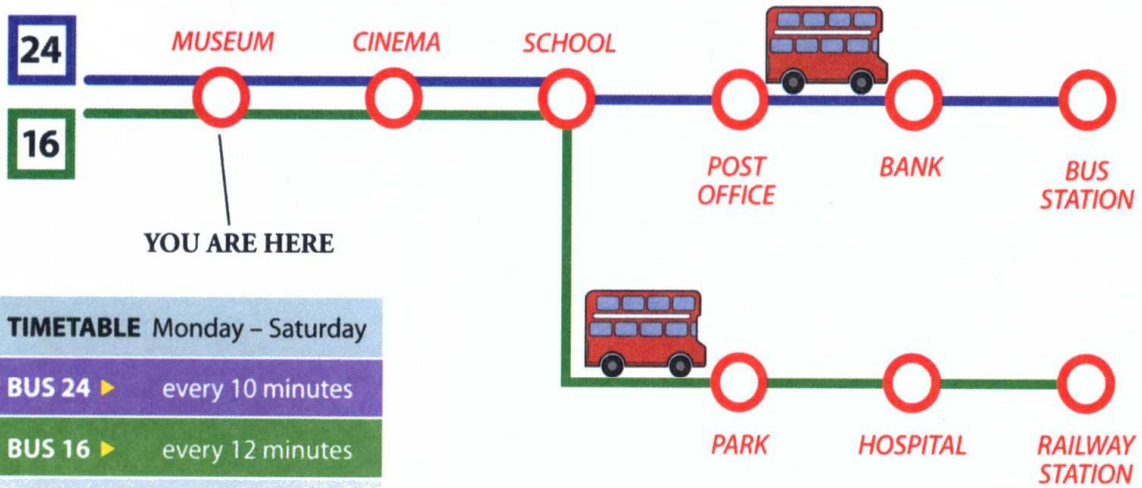 24
MUSEUM
CINEMA
SCHOOL
16
POST
OFFICE
BANK
BUS
STATION
YOU ARE HERE
TIMETABLE Monday – Saturday
BUS 24 ▶ every 10 minutes
BUS 16 ▶ every 12 minutes
PARK
HOSPITAL
RAILWAY
STATION